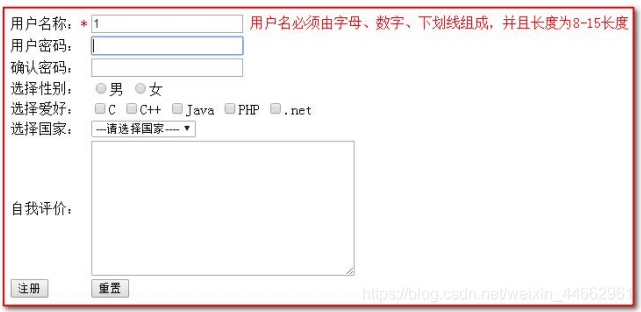 用户名称：* 1 用户名必须由字母、数字、下划线组成，并且长度为8-15长度
用户密码：
确认密码：
选择性别： 男 女
选择爱好： C C++ Java PHP .net
选择国家： ---请选择国家----
自我评价：
注册 重置
https://blog.csdn.net/weixin_44662961